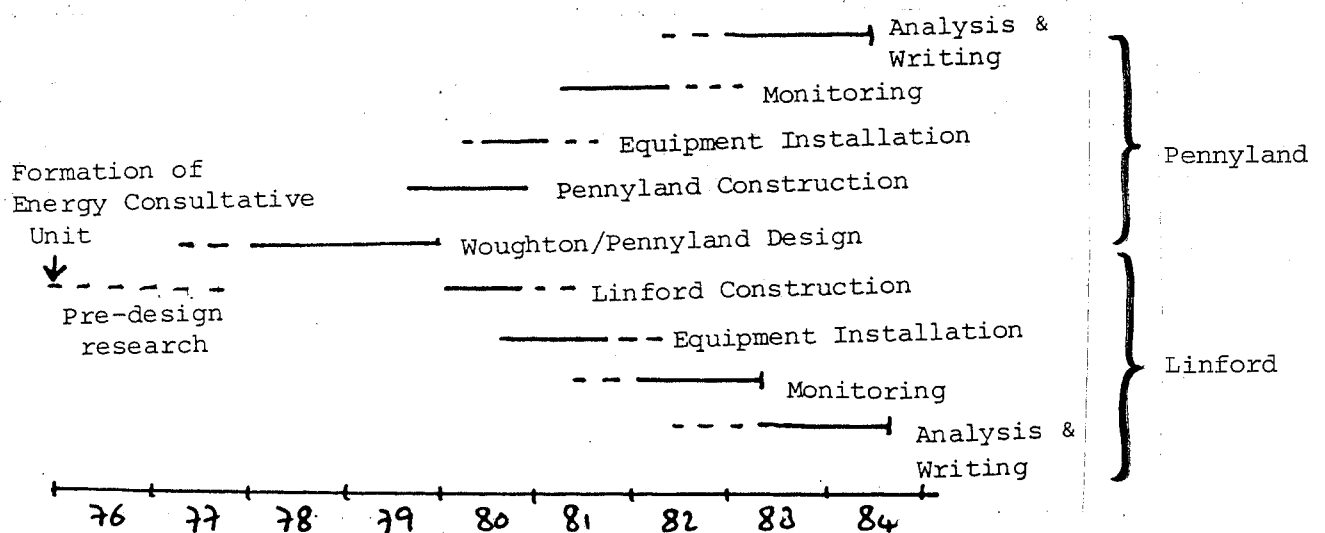 Analysis &
Writing
Monitoring
Equipment Installation
Pennyland Construction
Formation of
Energy Consultative
Unit
Woughton/Pennyland Design
Pennyland
Pre-design
research
Linford Construction
Equipment Installation
Monitoring
Analysis &
Writing
Linford
76 77 78 79 80 81 82 83 84